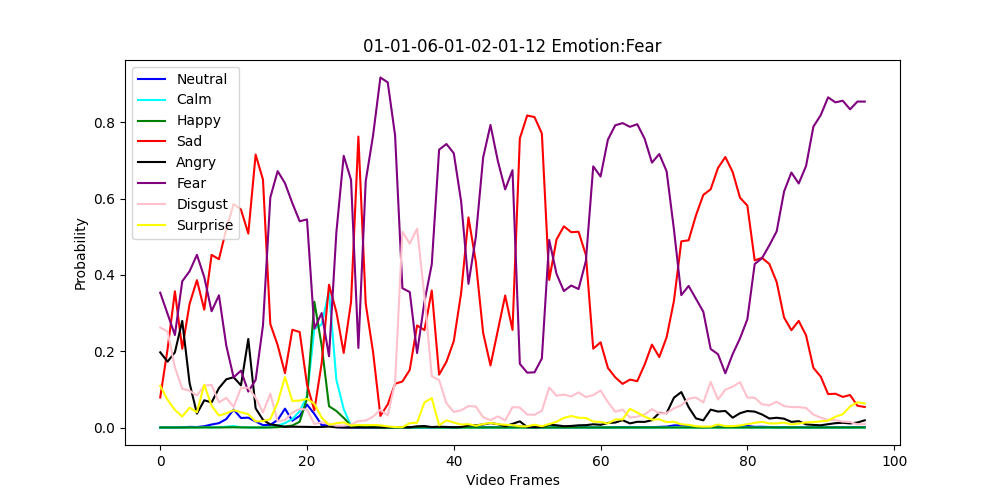 01-01-06-01-02-01-12 Emotion:Fear
Neutral
Calm
Happy
Sad
Angry
Fear
Disgust
Surprise
Probability
0.8
0.6
0.4
0.2
0.0
0
20
40
60
80
100
Video Frames